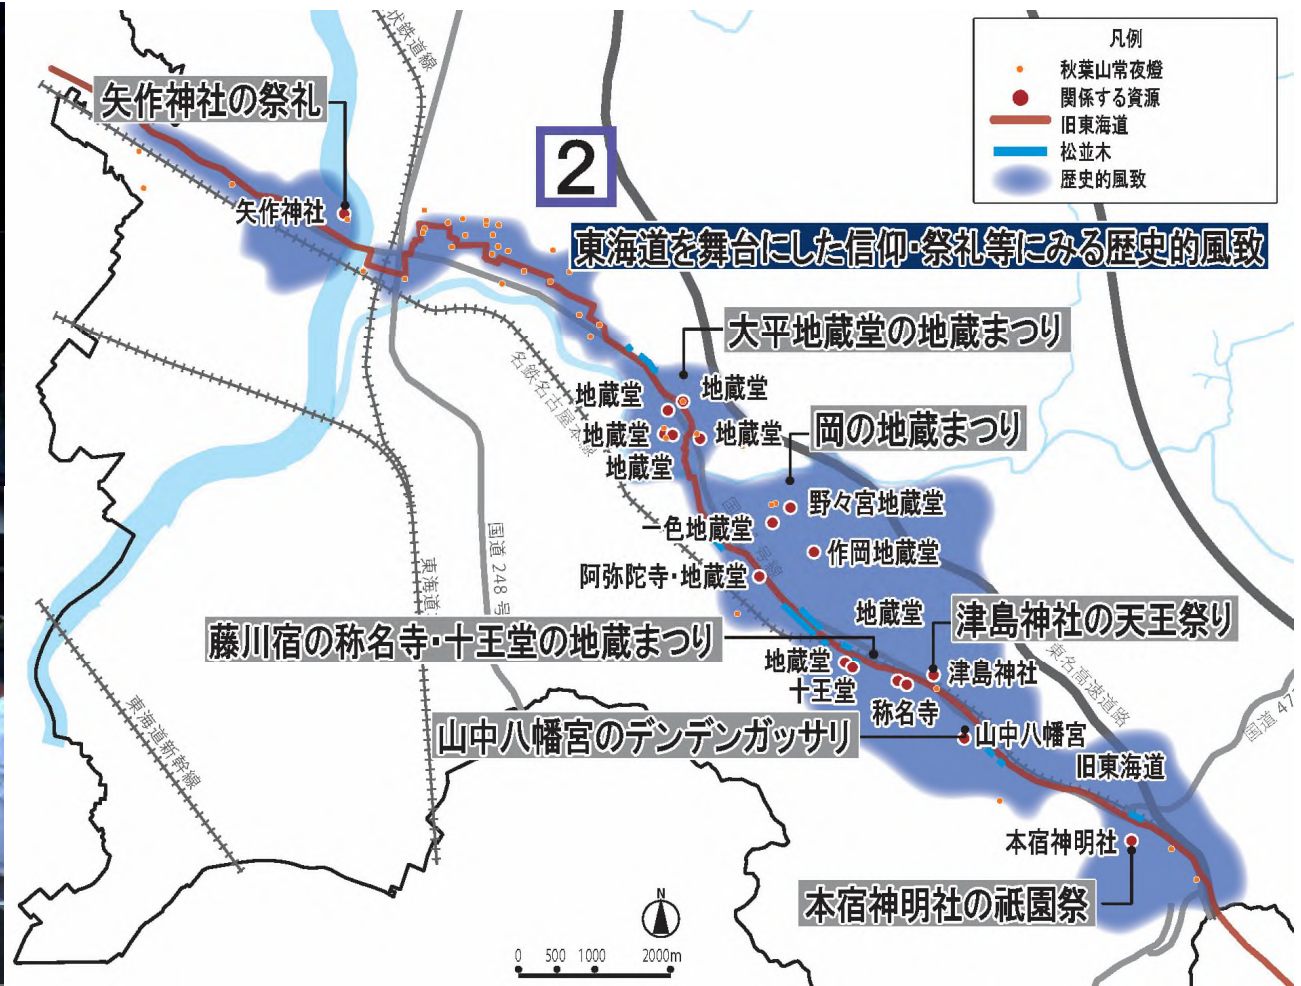 凡例
秋葉山常夜燈
関係する資源
旧東海道
松並木
歴史的風致
状鉄道線
矢作神社の祭礼
2
矢作神社
東海道を舞台にした信仰・祭礼等にみる歴史的風致
大平地蔵堂の地蔵まつり
名鉄名古屋本線
地蔵堂
地蔵堂
地蔵堂
地蔵堂
地蔵堂
岡の地蔵まつり
野々宮地蔵堂
一色地蔵堂
国道 248 号
東海道
作岡地蔵堂
阿弥陀寺・地蔵堂
地蔵堂
津島神社の天王祭り
藤川宿の称名寺・十王堂の地蔵まつり
地蔵堂
十王堂
津島神社
称名寺
東名高速道路
国道 47
東海道新幹線
山中八幡宮のデンデンガッサリ
山中八幡宮
旧東海道
本宿神明社
本宿神明社の祇園祭
N
0 500 1000 2000m